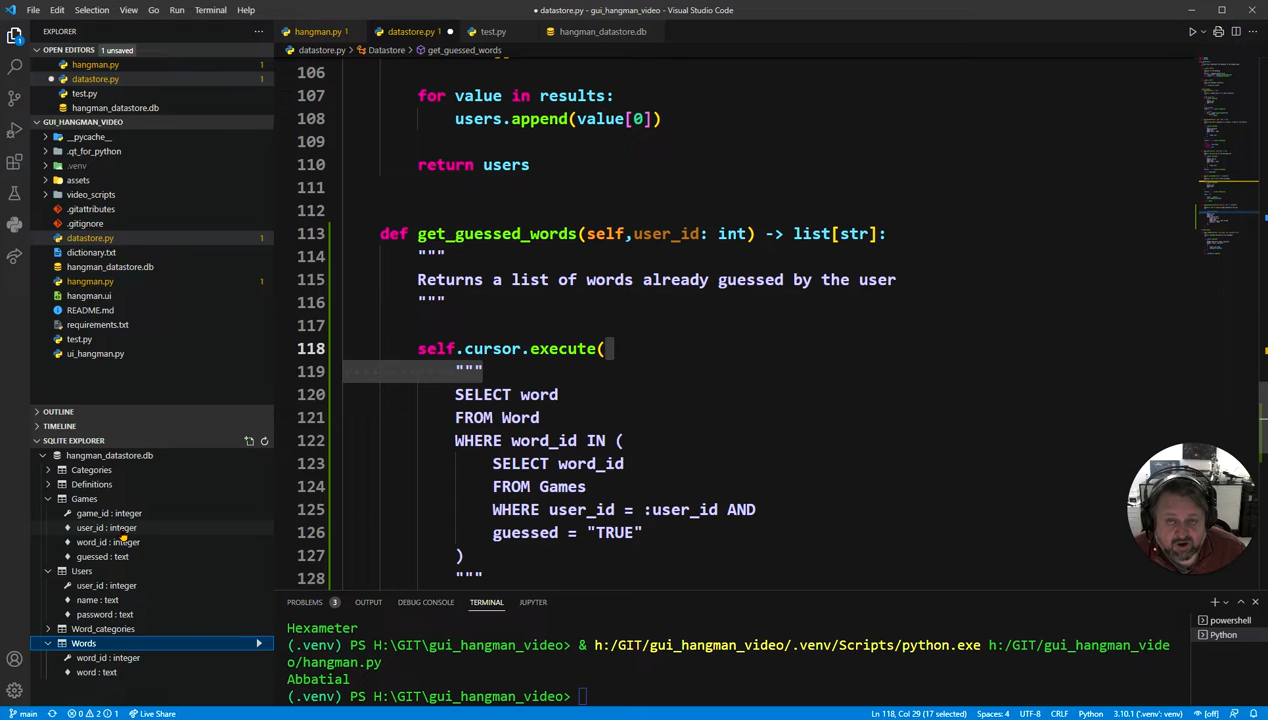 File Edit Selection View Go Run Terminal Help
● datastore.py - gui_hangman_video - Visual Studio Code
EXPLORER
OPEN EDITORS 1 unsaved
hangman.py 1
datastore.py 1
test.py
hangman_datastore.db
GUI_HANGMAN_VIDEO
__pycache__
.qt_for_python
.venv
assets
video_scripts
.gitattributes
.gitignore
datastore.py 1
dictionary.txt
hangman_datastore.db
hangman.py 1
hangman.ui
README.md
requirements.txt
test.py
ui_hangman.py
OUTLINE
TIMELINE
SQLITE EXPLORER
hangman_datastore.db
Categories
Definitions
Games
game_id : integer
user_id : integer
word_id : integer
guessed : text
Users
user_id : integer
name : text
password : text
Word_categories
Words
word_id : integer
word : text
hangman.py 1 datastore.py 1 ● test.py hangman_datastore.db
datastore.py > Datastore > get_guessed_words
106
107 for value in results:
108 users.append(value[0])
109
110 return users
111
112
113 def get_guessed_words(self,user_id: int) -> list[str]:
114 """
115 Returns a list of words already guessed by the user
116 """
117
118 self.cursor.execute(
119 """
120 SELECT word
121 FROM Word
122 WHERE word_id IN (
123 SELECT word_id
124 FROM Games
125 WHERE user_id = :user_id AND
126 guessed = "TRUE"
127 )
128 """
PROBLEMS 3 OUTPUT DEBUG CONSOLE TERMINAL JUPYTER
Hexameter
(.venv) PS H:\GIT\gui_hangman_video> & h:/GIT/gui_hangman_video/.venv/Scripts/python.exe h:/GIT/gui_hangman_vide
o/hangman.py
Abbatial
(.venv) PS H:\GIT\gui_hangman_video>
powershell
Python
main 0 2 1 Live Share Ln 118, Col 29 (17 selected) Spaces: 4 UTF-8 CRLF Python 3.10.1 ('.venv': venv) [off]